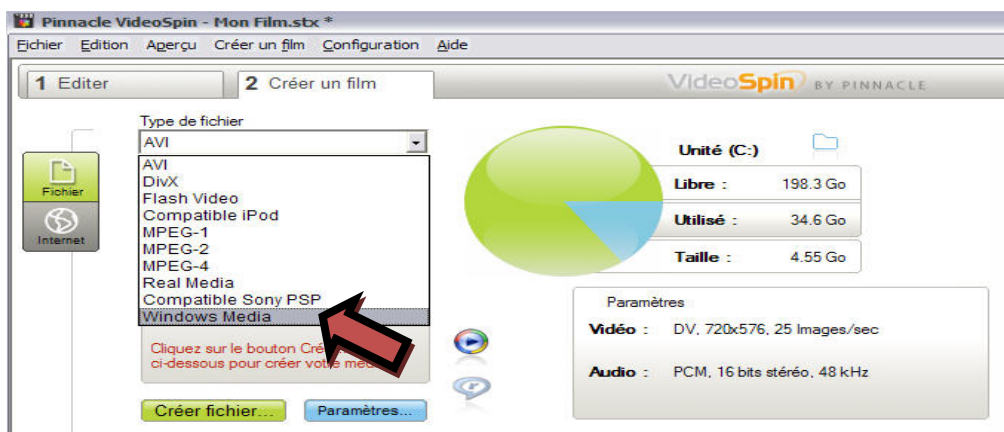 Pinnacle VideoSpin - Mon Film.stx *
Fichier Edition Aperçu Créer un film Configuration Aide
1 Editer
2 Créer un film
VideoSpin BY PINNACLE
Type de fichier
AVI
AVI
DivX
Flash Video
Compatible iPod
MPEG-1
MPEG-2
MPEG-4
Real Media
Compatible Sony PSP
Windows Media
Fichier
Internet
Cliquez sur le bouton
ci-dessous pour créer votre
Créer fichier...
Paramètres...
Unité (C:)
Libre : 198.3 Go
Utilisé : 34.6 Go
Taille : 4.55 Go
Paramètres
Vidéo : DV, 720x576, 25 Images/sec
Audio : PCM, 16 bits stéréo, 48 kHz